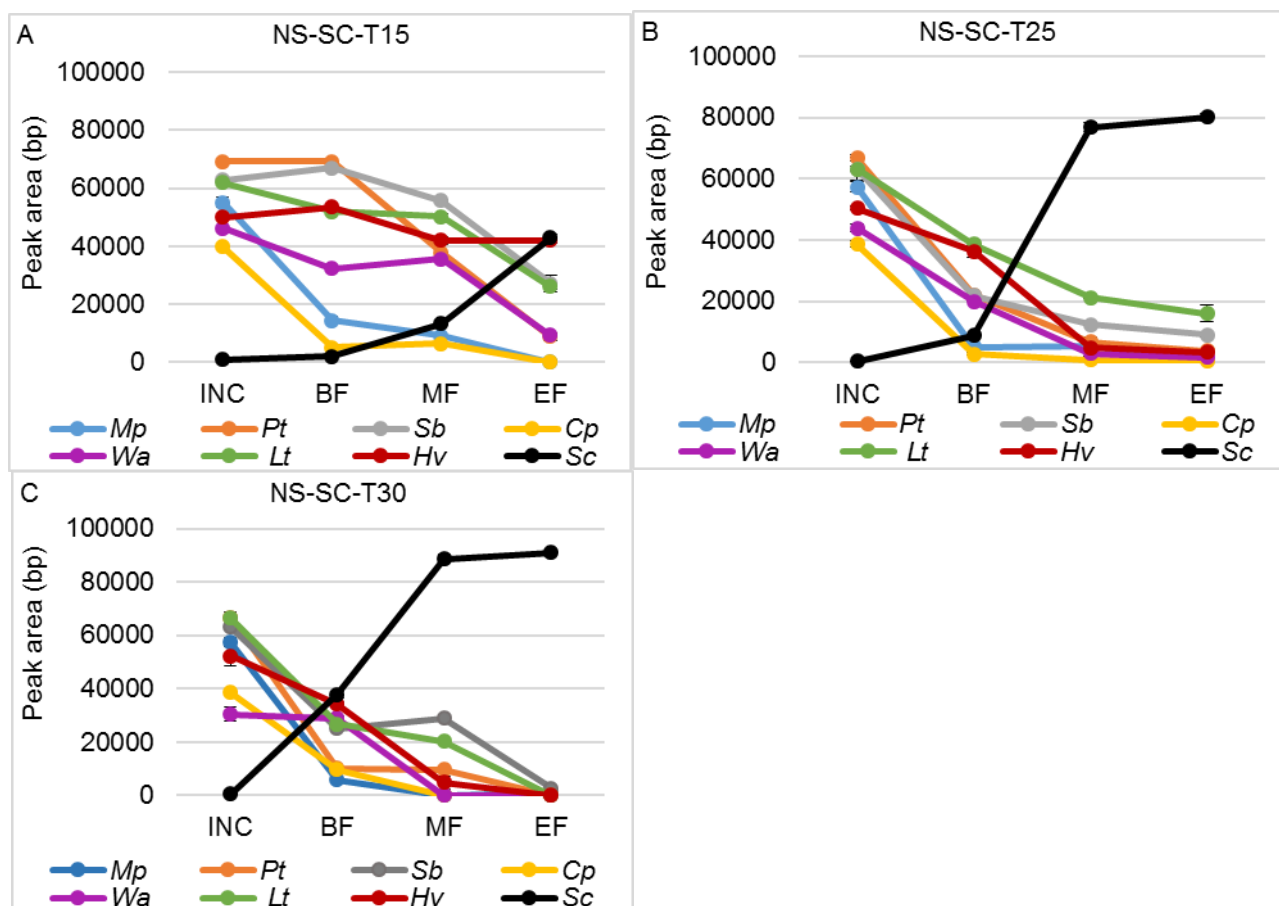 A
NS-SC-T15
Peak area (bp)
100000
80000
60000
40000
20000
0
INC BF MF EF
Mp Pt Sb Cp
Wa Lt Hv Sc
B
NS-SC-T25
Peak area (bp)
100000
80000
60000
40000
20000
0
INC BF MF EF
Mp Pt Sb Cp
Wa Lt Hv Sc
C
NS-SC-T30
Peak area (bp)
100000
80000
60000
40000
20000
0
INC BF MF EF
Mp Pt Sb Cp
Wa Lt Hv Sc